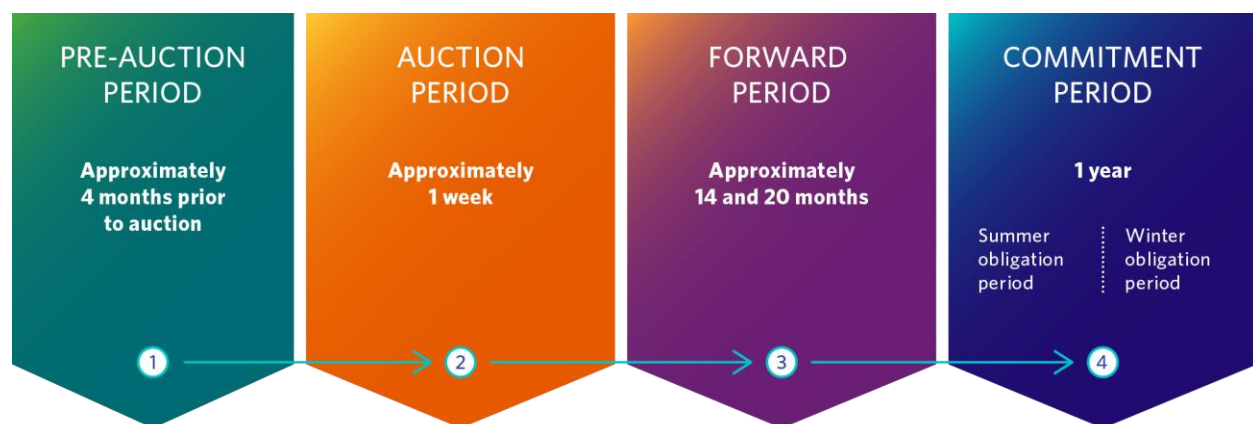 PRE-AUCTION
PERIOD
Approximately
4 months prior
to auction
1
AUCTION
PERIOD
Approximately
1 week
2
FORWARD
PERIOD
Approximately
14 and 20 months
3
COMMITMENT
PERIOD
1 year
Summer
obligation
period
Winter
obligation
period
4